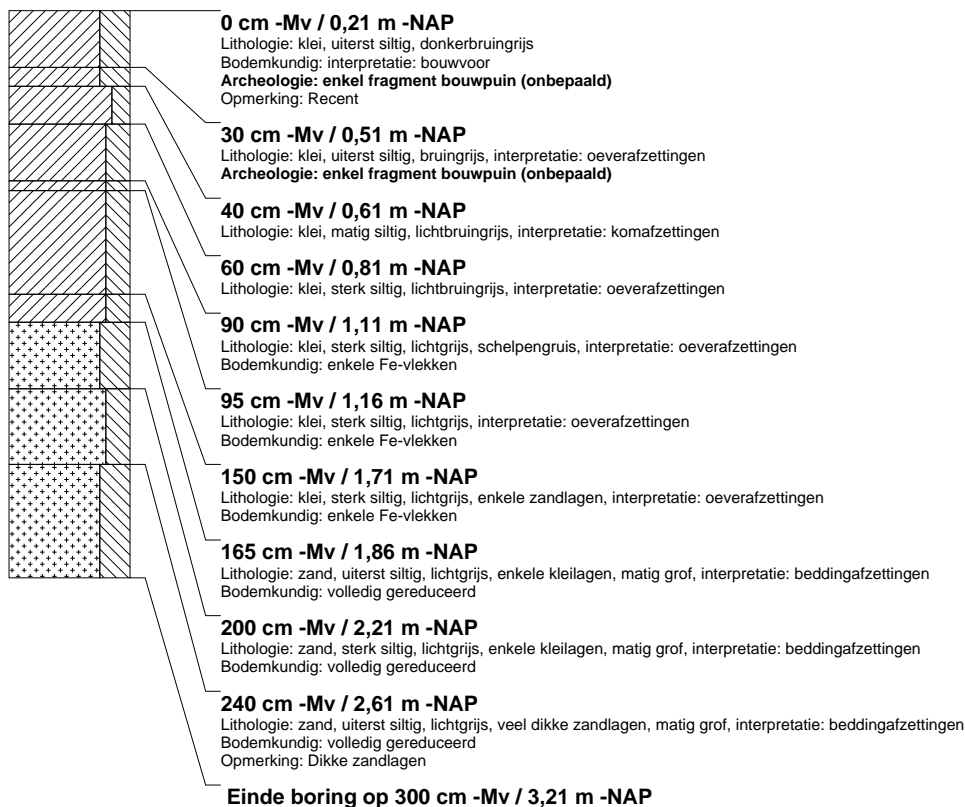 0 cm -Mv / 0,21 m -NAP
Lithologie: klei, uiterst siltig, donkerbruingrijs
Bodemkundig: interpretatie: bouwvoor
Archeologie: enkel fragment bouwpuin (onbepaald)
Opmerking: Recent
30 cm -Mv / 0,51 m -NAP
Lithologie: klei, uiterst siltig, bruingrijs, interpretatie: oeverafzettingen
Archeologie: enkel fragment bouwpuin (onbepaald)
40 cm -Mv / 0,61 m -NAP
Lithologie: klei, matig siltig, lichtbruingrijs, interpretatie: komafzettingen
60 cm -Mv / 0,81 m -NAP
Lithologie: klei, sterk siltig, lichtbruingrijs, interpretatie: oeverafzettingen
90 cm -Mv / 1,11 m -NAP
Lithologie: klei, sterk siltig, lichtgrijs, schelpengruis, interpretatie: oeverafzettingen
Bodemkundig: enkele Fe-vlekken
95 cm -Mv / 1,16 m -NAP
Lithologie: klei, sterk siltig, lichtgrijs, interpretatie: oeverafzettingen
Bodemkundig: enkele Fe-vlekken
150 cm -Mv / 1,71 m -NAP
Lithologie: klei, sterk siltig, lichtgrijs, enkele zandlagen, interpretatie: oeverafzettingen
Bodemkundig: enkele Fe-vlekken
165 cm -Mv / 1,86 m -NAP
Lithologie: zand, uiterst siltig, lichtgrijs, enkele kleilagen, matig grof, interpretatie: beddingafzettingen
Bodemkundig: volledig gereduceerd
200 cm -Mv / 2,21 m -NAP
Lithologie: zand, sterk siltig, lichtgrijs, enkele kleilagen, matig grof, interpretatie: beddingafzettingen
Bodemkundig: volledig gereduceerd
240 cm -Mv / 2,61 m -NAP
Lithologie: zand, uiterst siltig, lichtgrijs, veel dikke zandlagen, matig grof, interpretatie: beddingafzettingen
Bodemkundig: volledig gereduceerd
Opmerking: Dikke zandlagen
Einde boring op 300 cm -Mv / 3,21 m -NAP